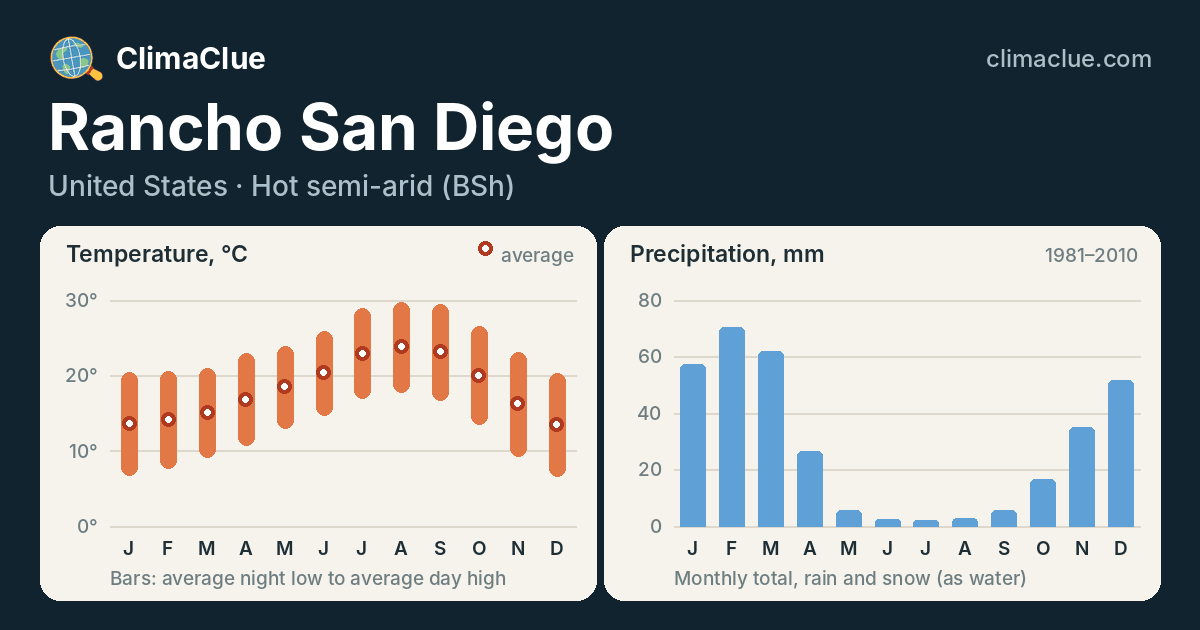 ClimaClue
climaclue.com
Rancho San Diego
United States · Hot semi-arid (BSh)
Temperature, °C
average
30°
20°
10°
0°
J F M A M J J A S O N D
Bars: average night low to average day high
Precipitation, mm
1981–2010
80
60
40
20
0
J F M A M J J A S O N D
Monthly total, rain and snow (as water)